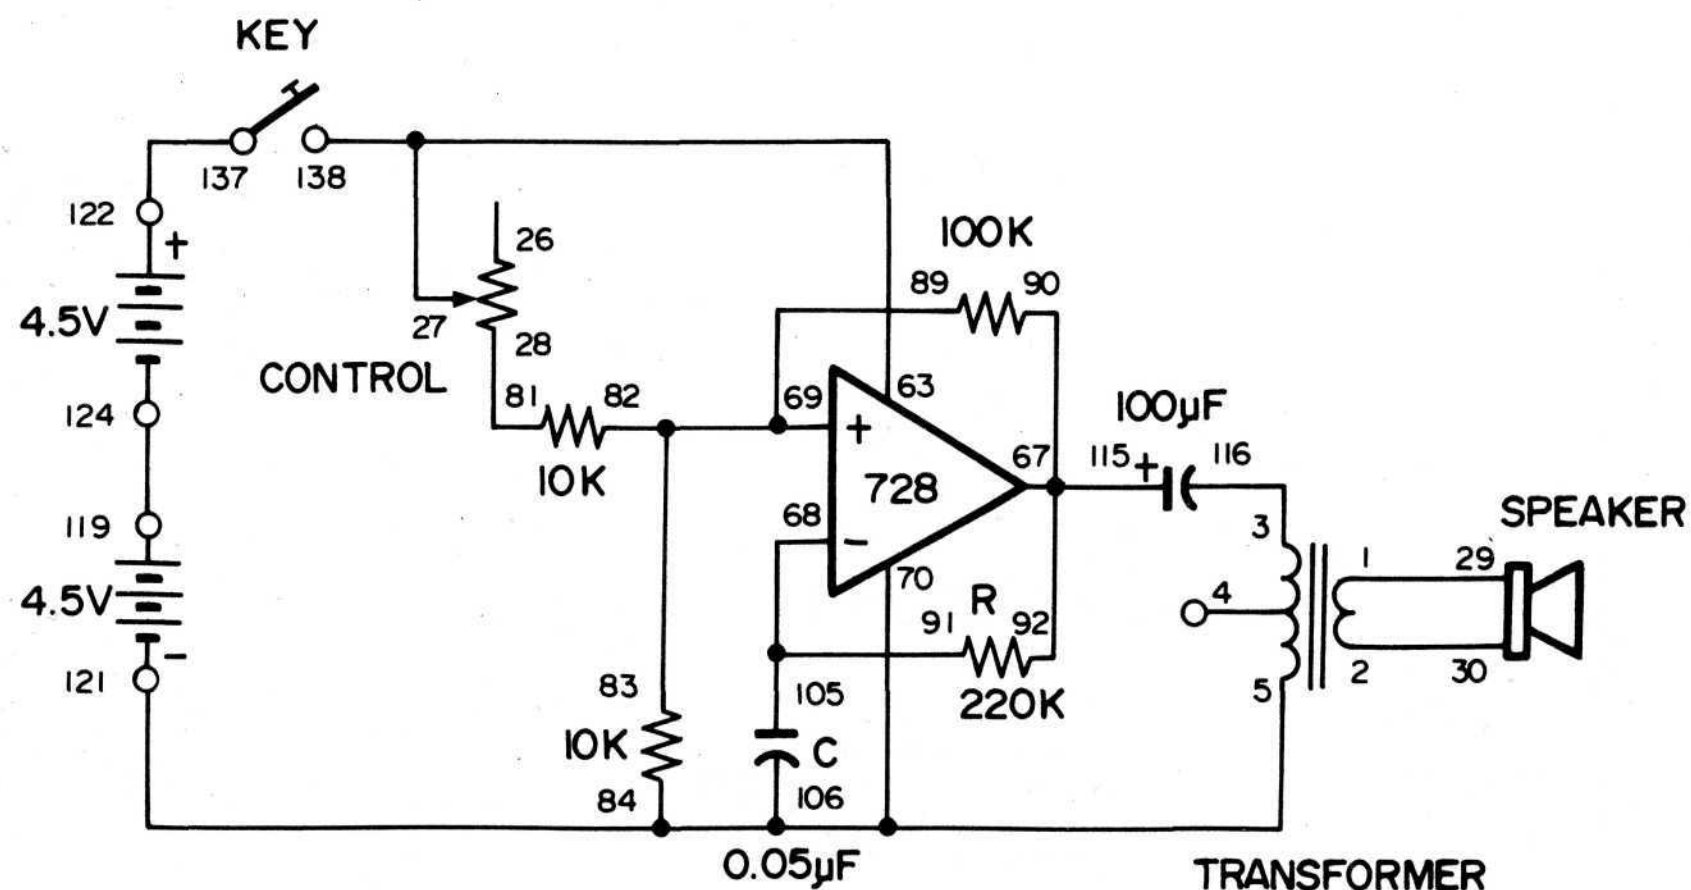 KEY
137
138
122
+
4.5V
124
119
4.5V
-
121
26
27
28
CONTROL
81
82
10K
83
10K
84
100K
89
90
69
63
+
728
67
68
-
70
R
91
92
220K
105
C
106
0.05µF
100µF
115
+
116
3
4
5
1
2
29
30
SPEAKER
TRANSFORMER